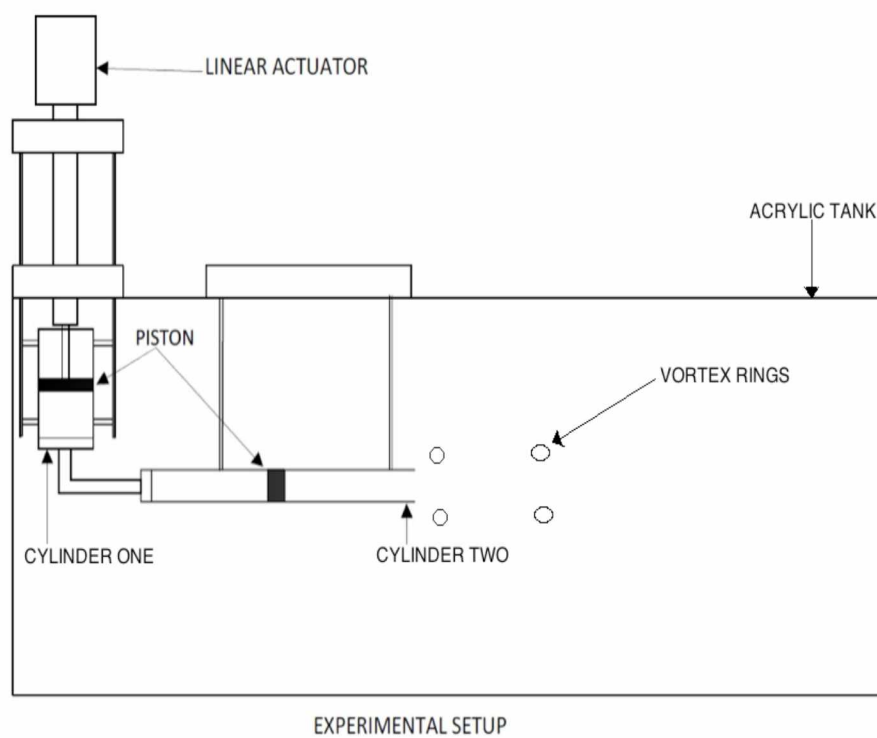 LINEAR ACTUATOR
ACRYLIC TANK
PISTON
VORTEX RINGS
CYLINDER ONE
CYLINDER TWO
EXPERIMENTAL SETUP